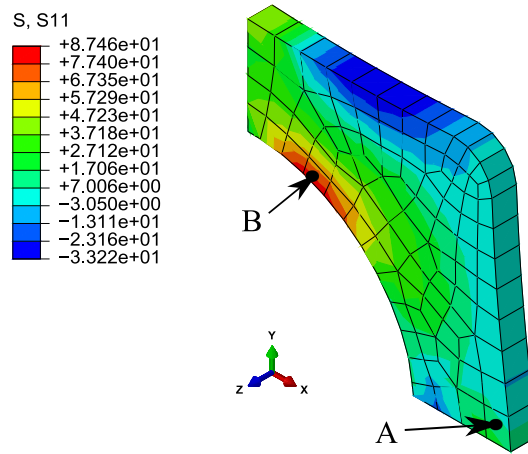 S, S11
+8.746e+01
+7.740e+01
+6.735e+01
+5.729e+01
+4.723e+01
+3.718e+01
+2.712e+01
+1.706e+01
+7.006e+00
−3.050e+00
−1.311e+01
−2.316e+01
−3.322e+01
B
Y
Z
X
A